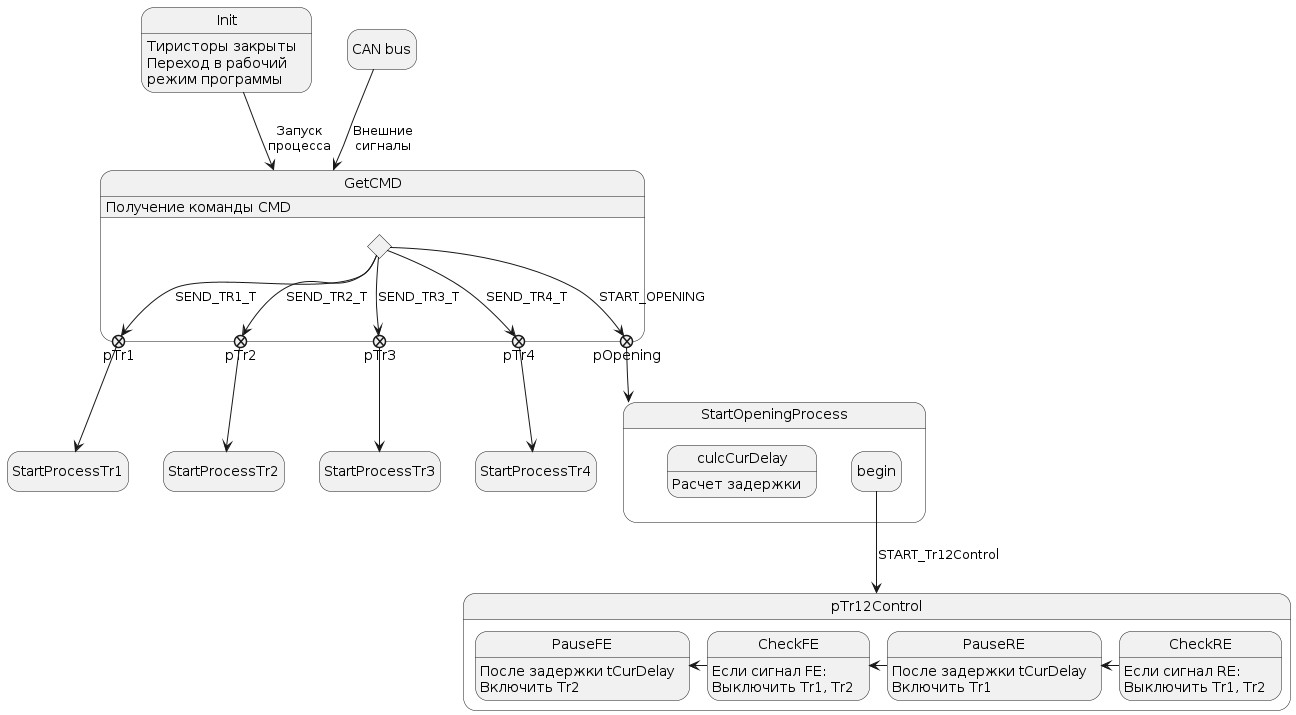 Init
Тиристоры закрыты
Переход в рабочий
режим программы
CAN bus
Запуск
процесса
Внешние
сигналы
GetCMD
Получение команды CMD
SEND_TR1_T
SEND_TR2_T
SEND_TR3_T
SEND_TR4_T
START_OPENING
pTr1
pTr2
pTr3
pTr4
pOpening
StartProcessTr1
StartProcessTr2
StartProcessTr3
StartProcessTr4
StartOpeningProcess
culcCurDelay
Расчет задержки
begin
START_Tr12Control
pTr12Control
PauseFE
После задержки tCurDelay
Включить Tr2
CheckFE
Если сигнал FE:
Выключить Tr1, Tr2
PauseRE
После задержки tCurDelay
Включить Tr1
CheckRE
Если сигнал RE:
Выключить Tr1, Tr2